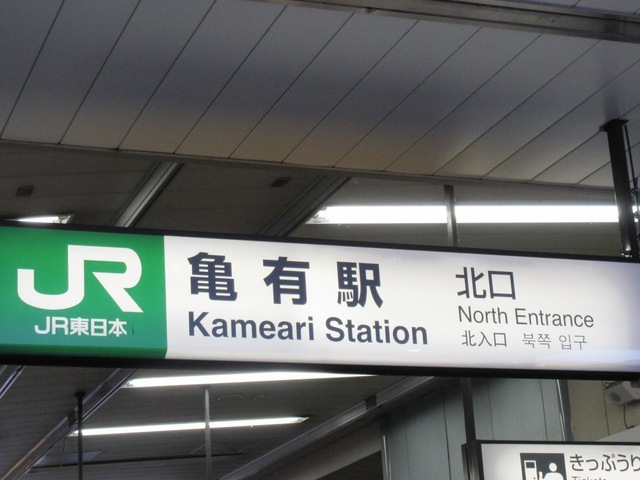 JR
JR東日本
亀有駅
Kameari Station
北口
North Entrance
北入口 북쪽 입구
きっぷうり
Tickets